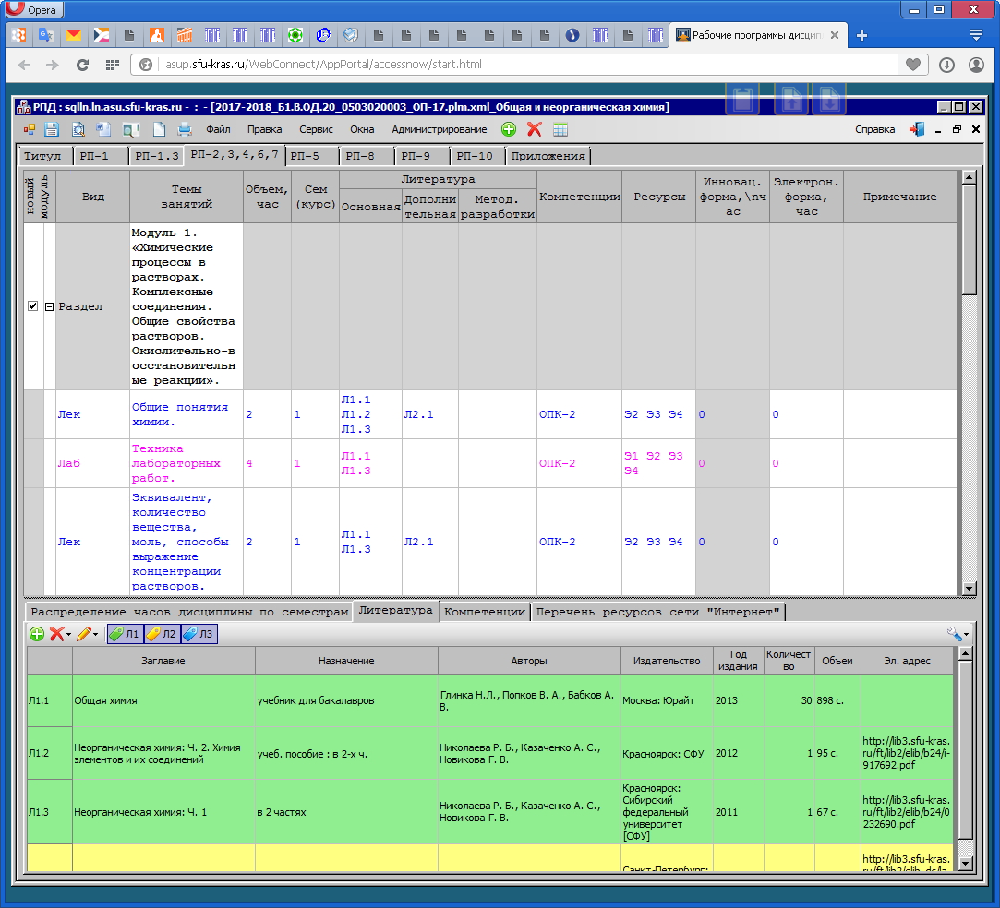 Opera
Рабочие программы дисцип
asup.sfu-kras.ru/WebConnect/AppPortal/accessnow/start.html
РПД : sqlln.ln.asu.sfu-kras.ru - : - [2017-2018_Б1.В.ОД.20_0503020003_ОП-17.plm.xml_Общая и неорганическая химия]
Файл Правка Сервис Окна Администрирование Справка
Титул РП-1 РП-1.3 РП-2,3,4,6,7 РП-5 РП-8 РП-9 РП-10 Приложения
новый модуль
Вид
Темы
занятий
Объем,
час
Сем
(курс)
Литература
Основная
Дополни
тельная
Метод.
разработки
Компетенции
Ресурсы
Инновац.
форма,\nч
ас
Электрон.
форма,
час
Примечание
Раздел
Модуль 1.
«Химические
процессы в
растворах.
Комплексные
соединения.
Общие свойства
растворов.
Окислительно-в
осстановительн
ые реакции».
Лек
Общие понятия
химии.
2
1
Л1.1
Л1.2
Л1.3
Л2.1
ОПК-2
Э2 Э3 Э4
0
0
Лаб
Техника
лабораторных
работ.
4
1
Л1.1
Л1.3
ОПК-2
Э1 Э2 Э3
Э4
0
0
Лек
Эквивалент,
количество
вещества,
моль, способы
выражение
концентрации
растворов.
2
1
Л1.1
Л1.3
Л2.1
ОПК-2
Э2 Э3 Э4
0
0
Распределение часов дисциплины по семестрам Литература Компетенции Перечень ресурсов сети "Интернет"
Л1 Л2 Л3
Заглавие
Назначение
Авторы
Издательство
Год
издания
Количест
во
Объем
Эл. адрес
Л1.1
Общая химия
учебник для бакалавров
Глинка Н.Л., Попков В. А., Бабков А.
В.
Москва: Юрайт
2013
30
898 с.
Л1.2
Неорганическая химия: Ч. 2. Химия
элементов и их соединений
учеб. пособие : в 2-х ч.
Николаева Р. Б., Казаченко А. С.,
Новикова Г. В.
Красноярск: СФУ
2012
1
95 с.
http://lib3.sfu-kras.
ru/ft/lib2/elib/b24/i-
917692.pdf
Л1.3
Неорганическая химия: Ч. 1
в 2 частях
Николаева Р. Б., Казаченко А. С.,
Новикова Г. В.
Красноярск:
Сибирский
федеральный
университет
[СФУ]
2011
1
67 с.
http://lib3.sfu-kras.
ru/ft/lib2/elib/b24/0
232690.pdf
Санкт-Петербург:
http://lib3.sfu-kras.